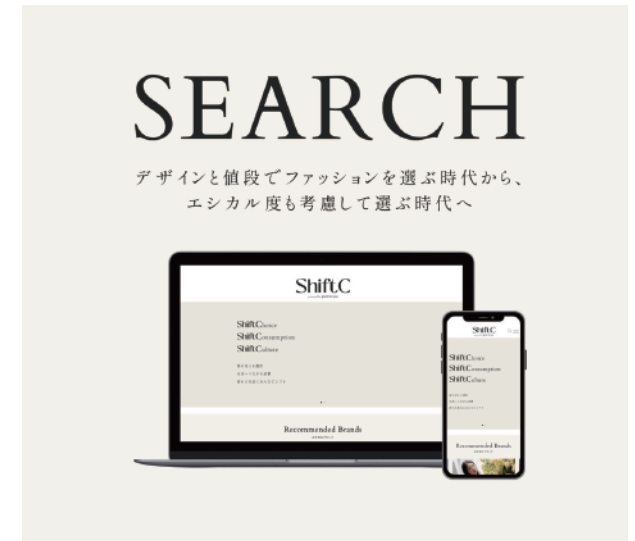 SEARCH
デザインと値段でファッションを選ぶ時代から、
エシカル度も考慮して選ぶ時代へ
Shift.C
Shift.Choice
Shift.Consumption
Shift.Culture
Recommended Brands
Shift.C
Shift.Choice
Shift.Consumption
Shift.Culture
Recommended Brands